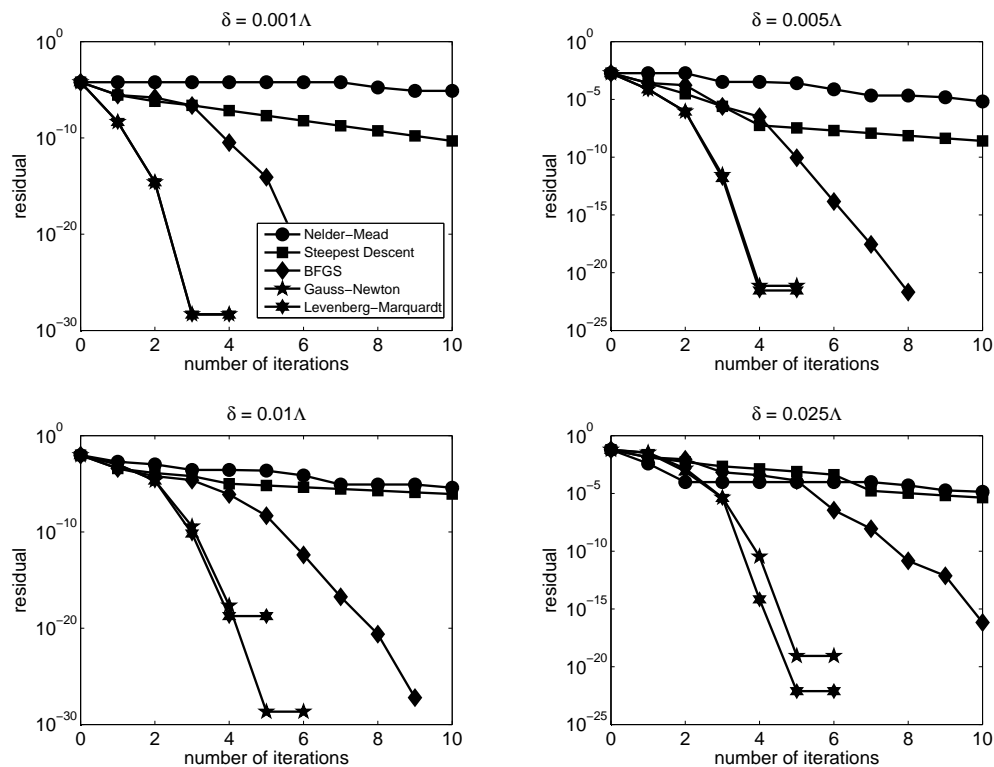 δ = 0.001Λ
10^0
10^-10
10^-20
10^-30
residual
0 2 4 6 8 10
number of iterations
Nelder−Mead
Steepest Descent
BFGS
Gauss−Newton
Levenberg−Marquardt
δ = 0.005Λ
10^0
10^-5
10^-10
10^-15
10^-20
10^-25
residual
0 2 4 6 8 10
number of iterations
δ = 0.01Λ
10^0
10^-10
10^-20
10^-30
residual
0 2 4 6 8 10
number of iterations
δ = 0.025Λ
10^0
10^-5
10^-10
10^-15
10^-20
10^-25
residual
0 2 4 6 8 10
number of iterations